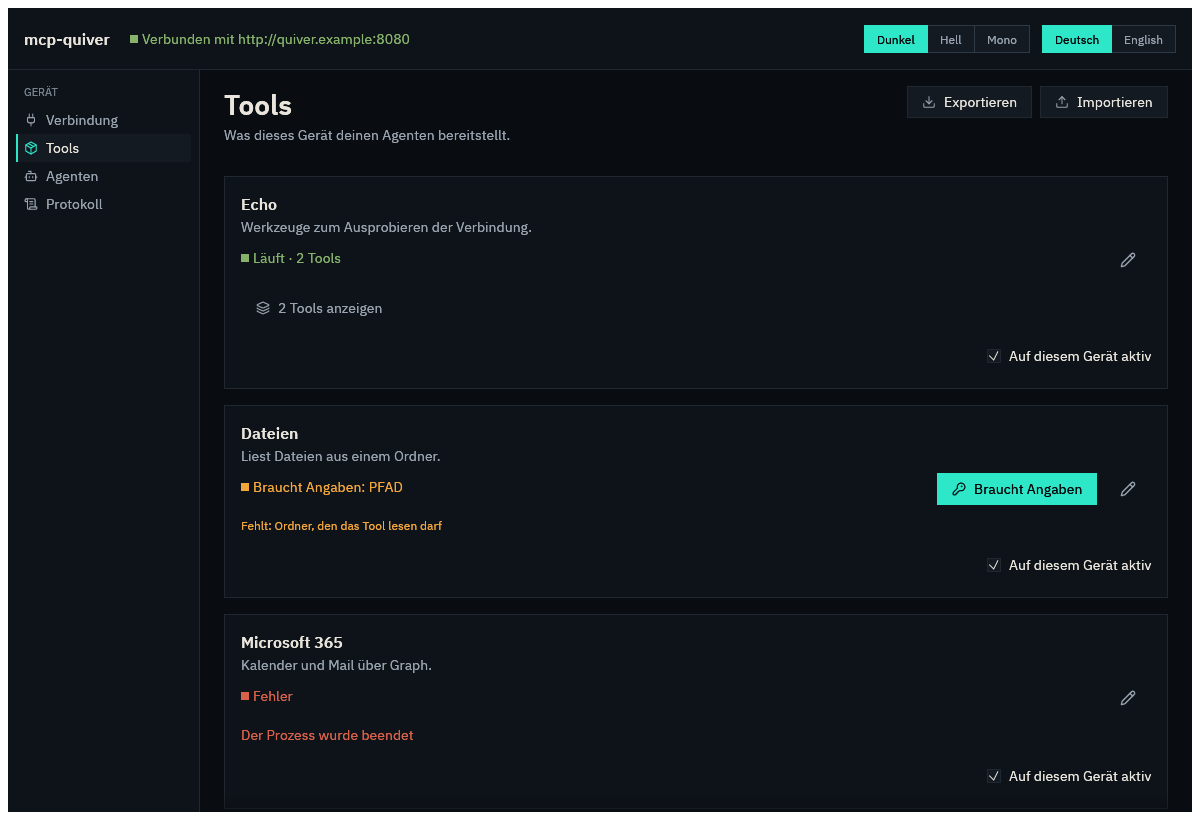 mcp-quiver
Verbunden mit http://quiver.example:8080
Dunkel
Hell
Mono
Deutsch
English
GERÄT
Verbindung
Tools
Agenten
Protokoll
Tools
Was dieses Gerät deinen Agenten bereitstellt.
Exportieren
Importieren
Echo
Werkzeuge zum Ausprobieren der Verbindung.
Läuft · 2 Tools
2 Tools anzeigen
Auf diesem Gerät aktiv
Dateien
Liest Dateien aus einem Ordner.
Braucht Angaben: PFAD
Braucht Angaben
Fehlt: Ordner, den das Tool lesen darf
Auf diesem Gerät aktiv
Microsoft 365
Kalender und Mail über Graph.
Fehler
Der Prozess wurde beendet
Auf diesem Gerät aktiv